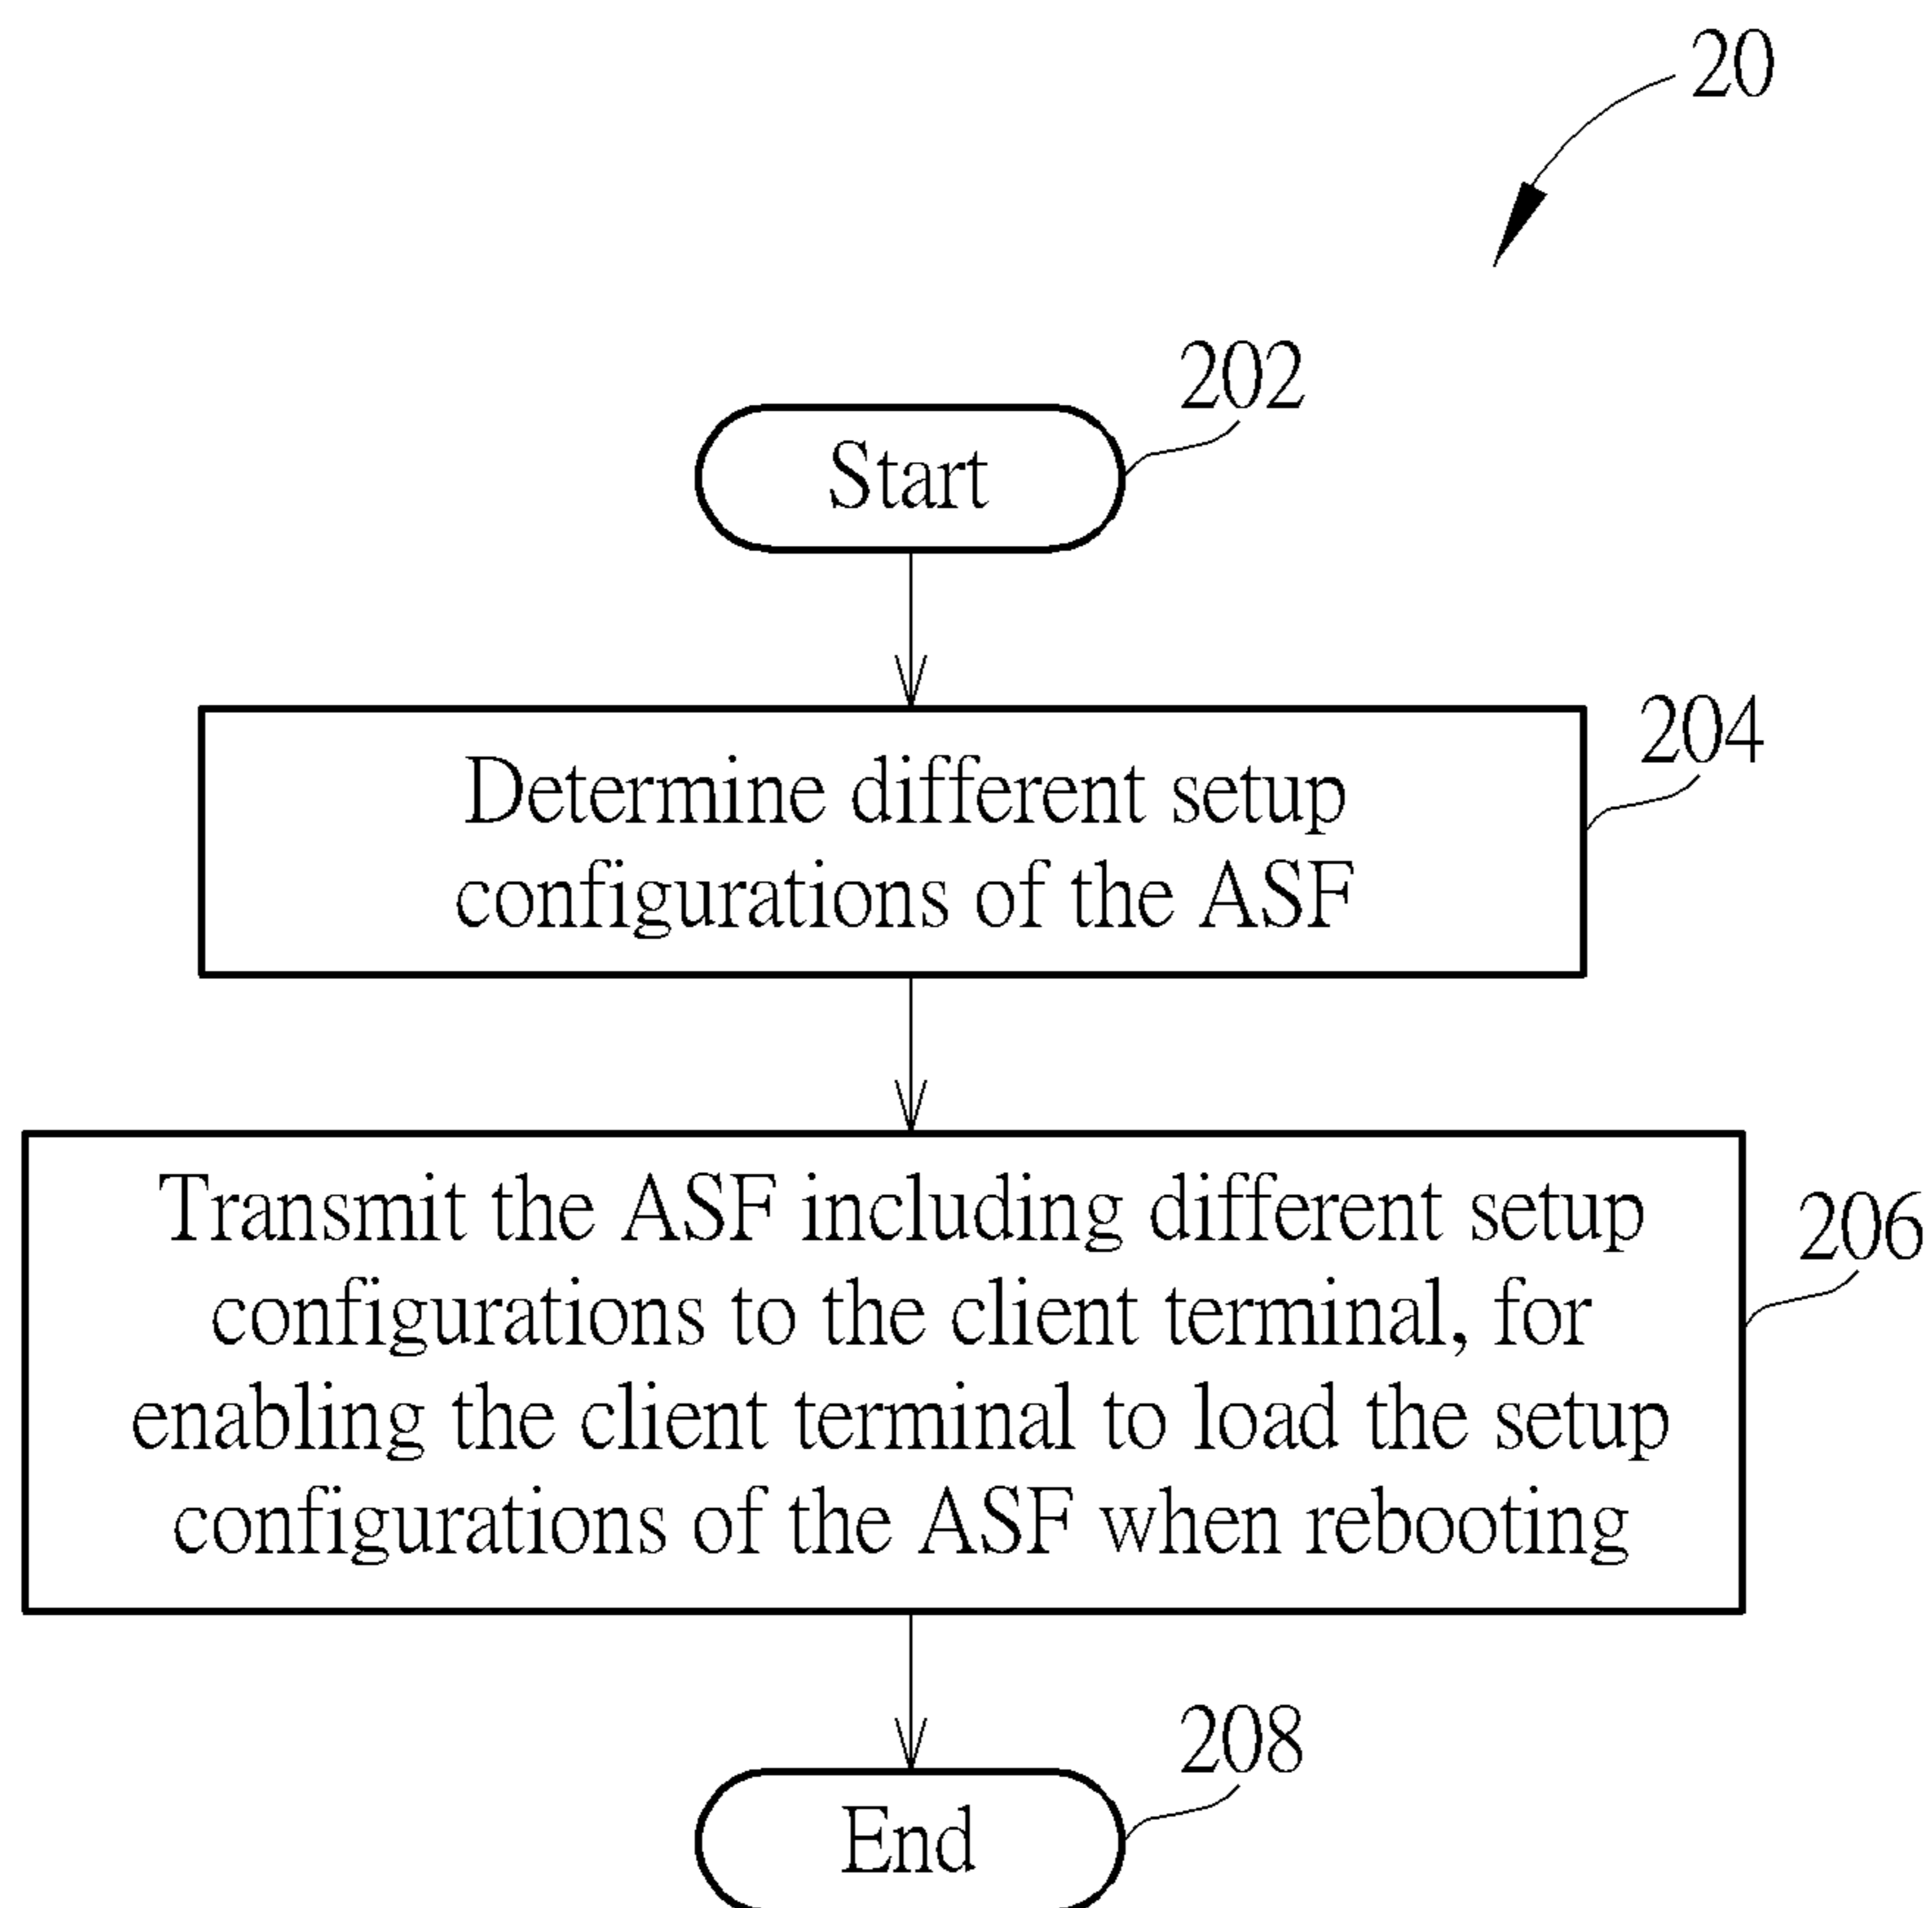 20
202
Start
204
Determine different setup
configurations of the ASF
206
Transmit the ASF including different setup
configurations to the client terminal, for
enabling the client terminal to load the setup
configurations of the ASF when rebooting
208
End